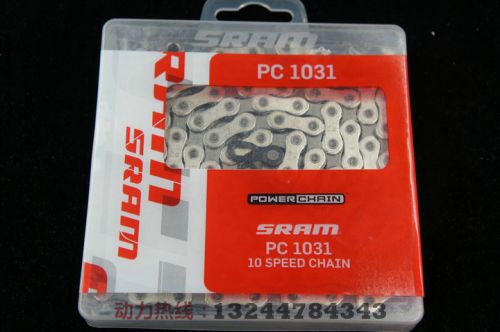 SRAM
PC 1031
SRAM
POWERCHAIN
SRAM
PC 1031
10 SPEED CHAIN
动力热线：13244784343